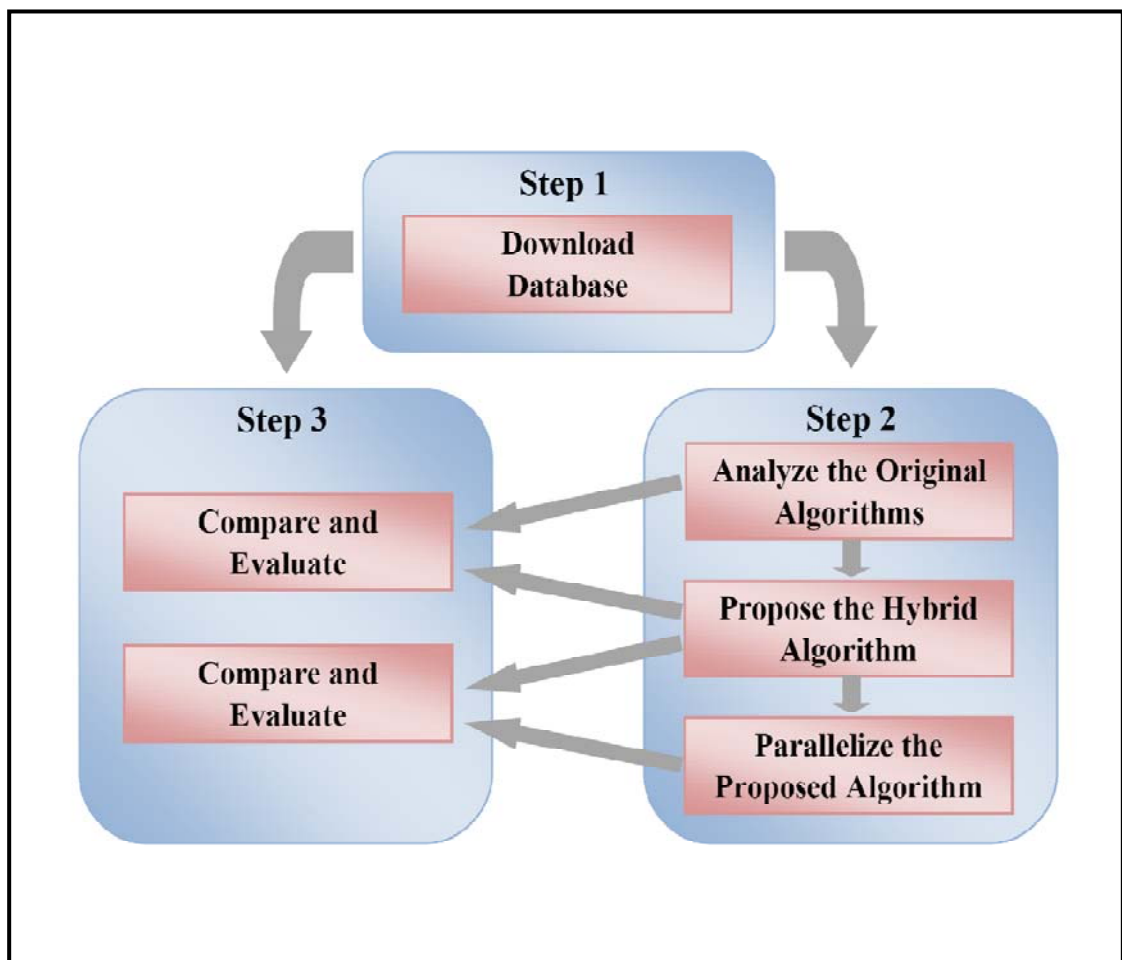 Step 1
Download
Database
Step 3
Compare and
Evaluate
Compare and
Evaluate
Step 2
Analyze the Original
Algorithms
Propose the Hybrid
Algorithm
Parallelize the
Proposed Algorithm